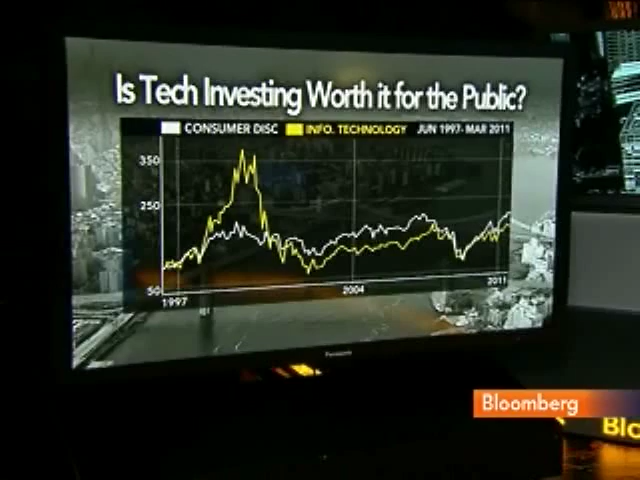 Is Tech Investing Worth it for the Public?
CONSUMER DISC INFO. TECHNOLOGY JUN 1997- MAR 2011
350
250
50
1997 2004 2011
Panasonic
Bloomberg
Blo